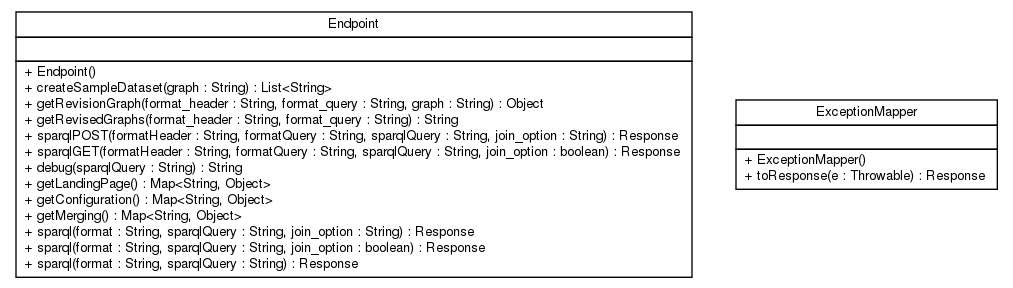 Endpoint
+ Endpoint()
+ createSampleDataset(graph : String) : List<String>
+ getRevisionGraph(format_header : String, format_query : String, graph : String) : Object
+ getRevisedGraphs(format_header : String, format_query : String) : String
+ sparqlPOST(formatHeader : String, formatQuery : String, sparqlQuery : String, join_option : String) : Response
+ sparqlGET(formatHeader : String, formatQuery : String, sparqlQuery : String, join_option : boolean) : Response
+ debug(sparqlQuery : String) : String
+ getLandingPage() : Map<String, Object>
+ getConfiguration() : Map<String, Object>
+ getMerging() : Map<String, Object>
+ sparql(format : String, sparqlQuery : String, join_option : String) : Response
+ sparql(format : String, sparqlQuery : String, join_option : boolean) : Response
+ sparql(format : String, sparqlQuery : String) : Response
ExceptionMapper
+ ExceptionMapper()
+ toResponse(e : Throwable) : Response